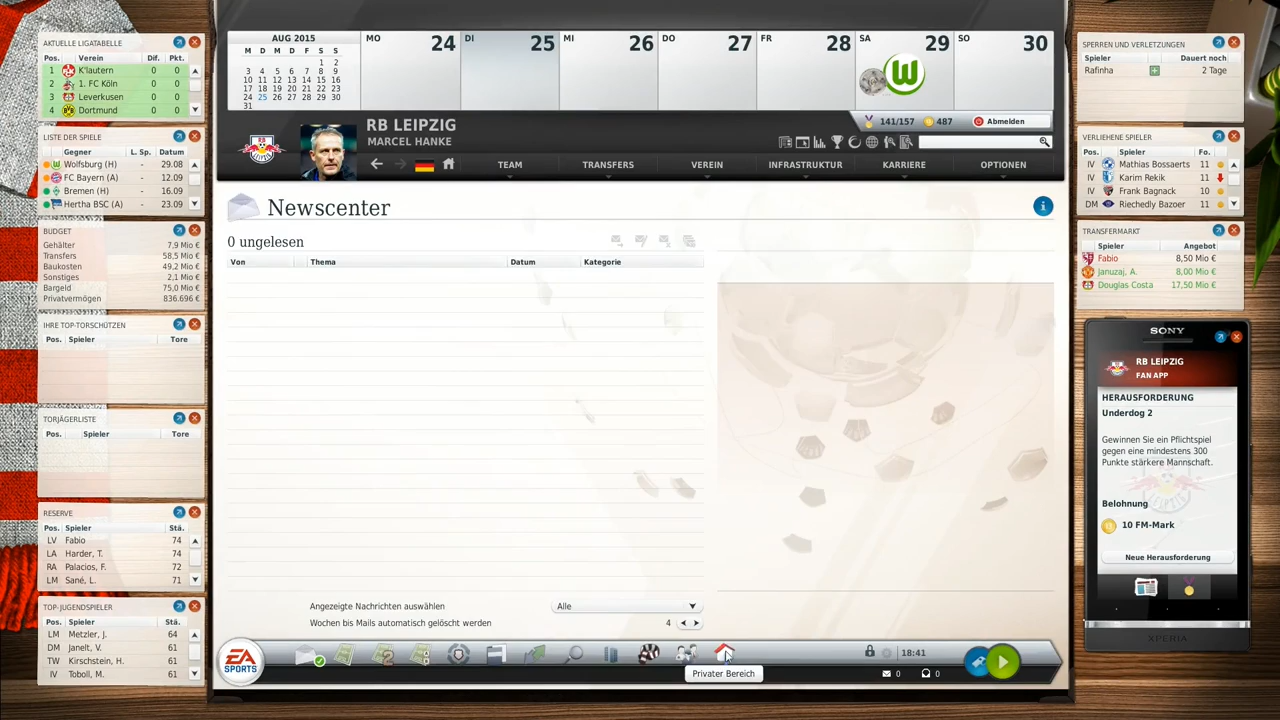 AKTUELLE LIGATABELLE
Pos. Verein Dif. Pkt.
1 K'lautern 0 0
2 1. FC Köln 0 0
3 Leverkusen 0 0
4 Dortmund 0 0
LISTE DER SPIELE
Gegner L. Sp. Datum
Wolfsburg (H) - 29.08
FC Bayern (A) - 12.09
Bremen (H) - 16.09
Hertha BSC (A) - 23.09
BUDGET
Gehälter 7,9 Mio €
Transfers 58,5 Mio €
Baukosten 49,2 Mio €
Sonstiges 2,1 Mio €
Bargeld 75,0 Mio €
Privatvermögen 836.696 €
IHRE TOP-TORSCHÜTZEN
Pos. Spieler Tore
TORJÄGERLISTE
Pos. Spieler Tore
RESERVE
Pos. Spieler Stä.
LV Fabio 74
LA Harder, T. 74
RA Palacios, F. 72
LM Sané, L. 71
TOP-JUGENDSPIELER
Pos. Spieler Stä.
LM Metzler, J. 64
DM Janelt, V. 61
TW Kirschstein, H. 61
IV Toboll, M. 61
AUG 2015
M D M D F S S
1 2
3 4 5 6 7 8 9
10 11 12 13 14 15 16
17 18 19 20 21 22 23
24 25 26 27 28 29 30
31
MO 24
DI 25
MI 26
DO 27
FR 28
SA 29
SO 30
RB LEIPZIG
MARCEL HANKE
141/157 487 Abmelden
TEAM TRANSFERS VEREIN INFRASTRUKTUR KARRIERE OPTIONEN
Newscenter
0 ungelesen
Von Thema Datum Kategorie
Angezeigte Nachrichten auswählen Alle
Wochen bis Mails automatisch gelöscht werden 4
EA SPORTS
18:41
Privater Bereich
0 0
SPERREN UND VERLETZUNGEN
Spieler Dauert noch
Rafinha 2 Tage
VERLIEHENE SPIELER
Pos. Spieler Fo.
IV Mathias Bossaerts 11
IV Karim Rekik 11
IV Frank Bagnack 10
DM Riechedly Bazoer 11
TRANSFERMARKT
Spieler Angebot
Fabio 8,50 Mio €
Januzaj, A. 8,00 Mio €
Douglas Costa 17,50 Mio €
SONY
RB LEIPZIG
FAN APP
HERAUSFORDERUNG
Underdog 2
Gewinnen Sie ein Pflichtspiel
gegen eine mindestens 300
Punkte stärkere Mannschaft.
Belohnung
10 FM-Mark
Neue Herausforderung
XPERIA